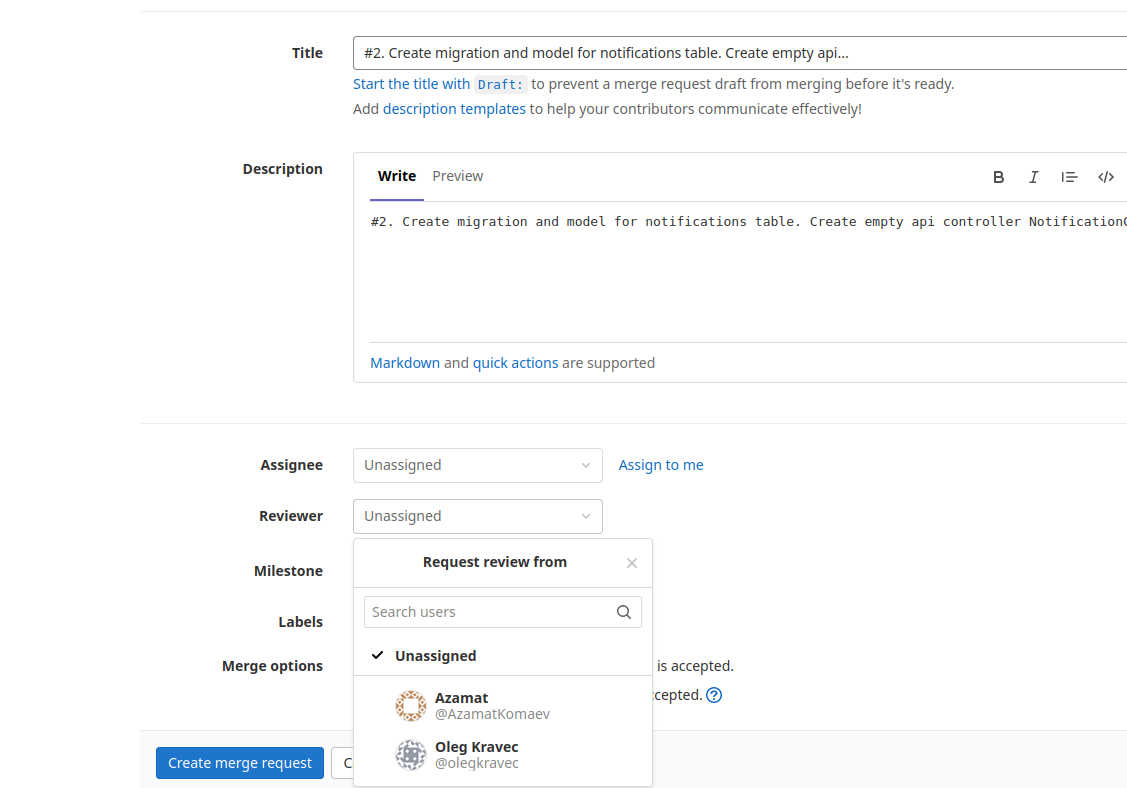 Title
#2. Create migration and model for notifications table. Create empty api...
Start the title with Draft: to prevent a merge request draft from merging before it's ready.
Add description templates to help your contributors communicate effectively!
Description
Write Preview
#2. Create migration and model for notifications table. Create empty api controller Notification
Markdown and quick actions are supported
Assignee
Unassigned
Assign to me
Reviewer
Unassigned
Request review from
Milestone
Search users
Labels
Unassigned
Merge options
is accepted.
ccepted.
Azamat
@AzamatKomaev
Oleg Kravec
@olegkravec
Create merge request